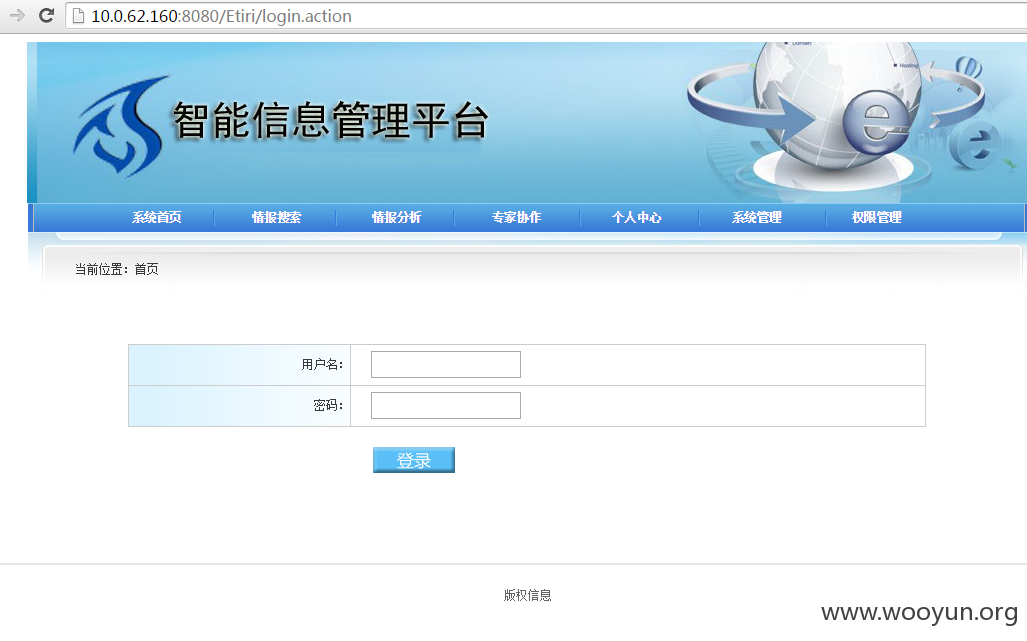 10.0.62.160:8080/Etiri/login.action
Domain
Hosting
智能信息管理平台
系统首页 情报搜索 情报分析 专家协作 个人中心 系统管理 权限管理
当前位置：首页
用户名：
密码：
登录
版权信息
www.wooyun.org